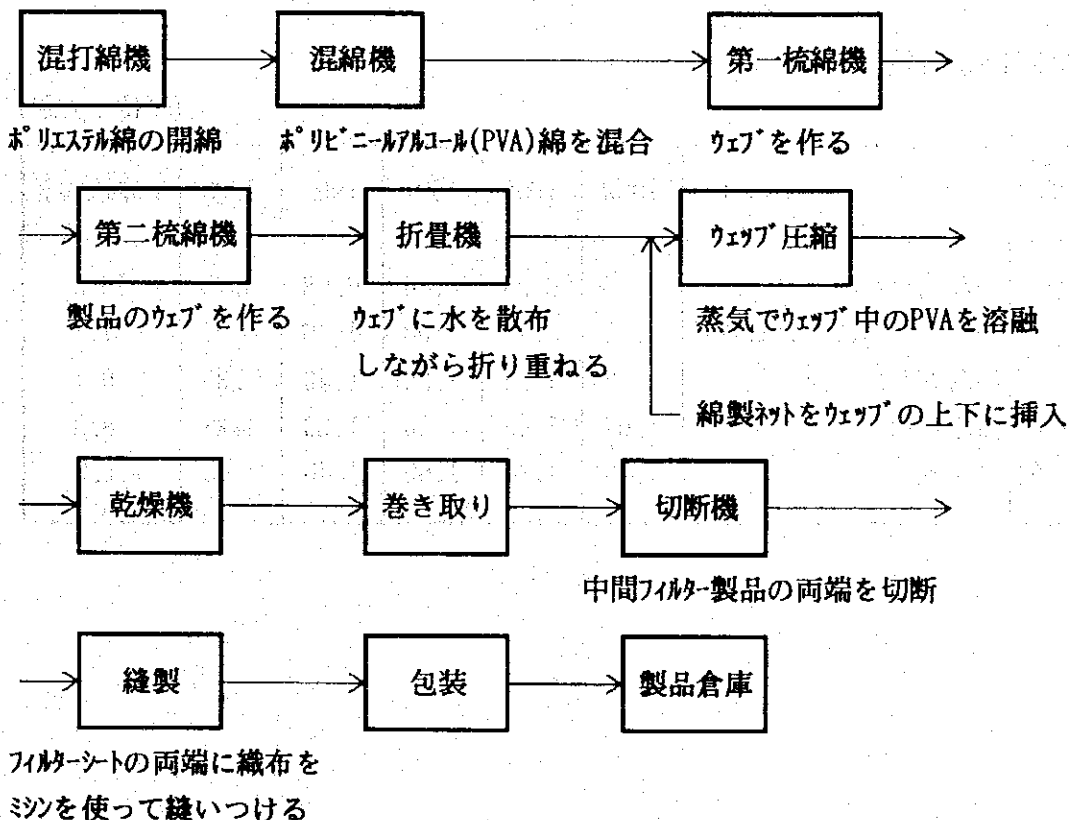 混打綿機
混綿機
第一梳綿機
ポリエステル綿の開綿
ポリビニールアルコール(PVA)綿を混合
ウェブを作る
第二梳綿機
折畳機
ウェッブ圧縮
製品のウェブを作る
ウェブに水を散布
しながら折り重ねる
蒸気でウェッブ中のPVAを溶融
綿製ネットをウェッブの上下に挿入
乾燥機
巻き取り
切断機
中間フィルター製品の両端を切断
縫製
包装
製品倉庫
フィルターシートの両端に織布を
ミシンを使って縫いつける